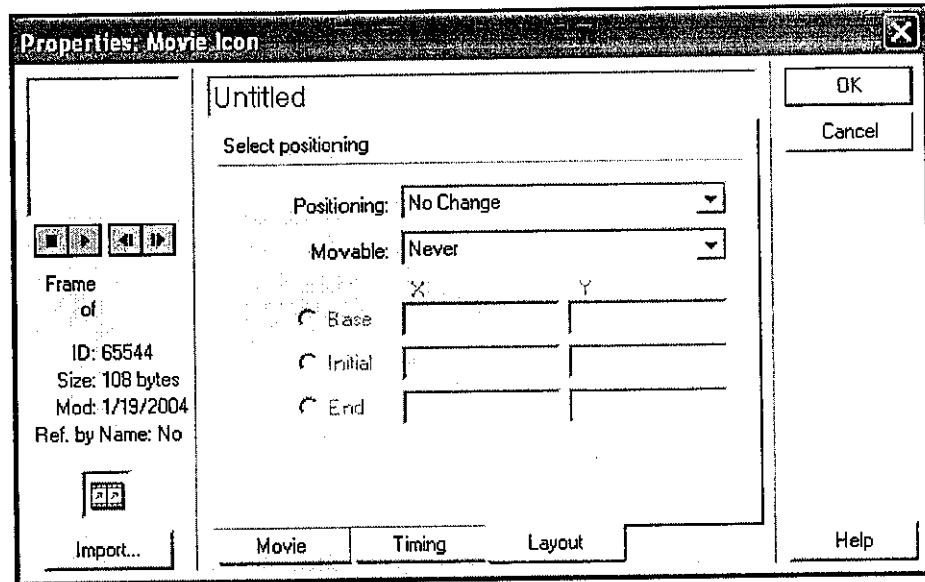 Properties: Movie Icon
Untitled
OK
Cancel
Select positioning
Positioning: No Change
Movable: Never
X Y
Base
Initial
End
Frame
of
ID: 65544
Size: 108 bytes
Mod: 1/19/2004
Ref. by Name: No
Import...
Movie Timing Layout
Help